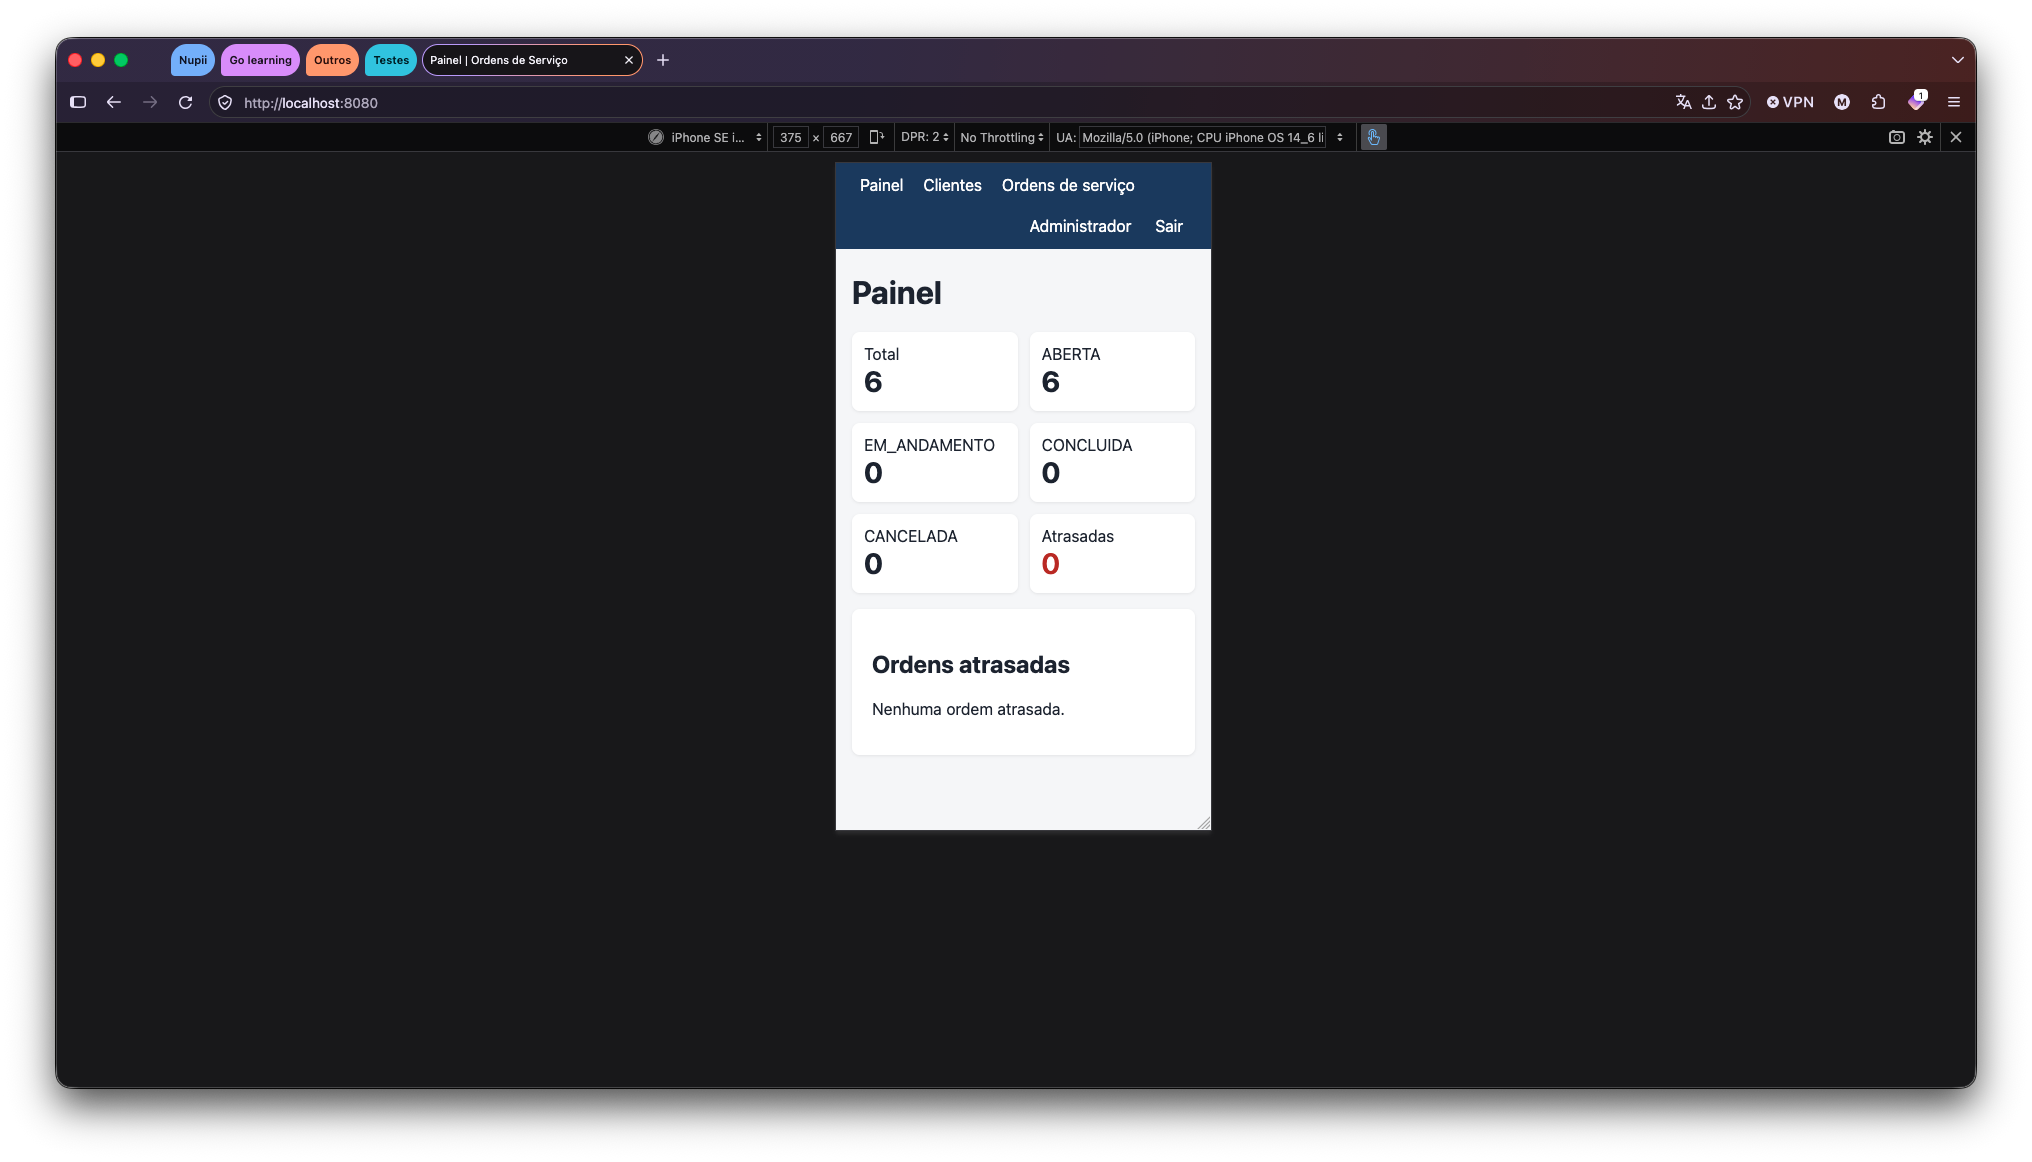 Nupii Go learning Outros Testes Painel | Ordens de Serviço
http://localhost:8080 VPN M 1
iPhone SE i... 375 x 667 DPR: 2 No Throttling UA: Mozilla/5.0 (iPhone; CPU iPhone OS 14_6 li
Painel Clientes Ordens de serviço
Administrador Sair
Painel
Total
6
ABERTA
6
EM_ANDAMENTO
0
CONCLUIDA
0
CANCELADA
0
Atrasadas
0
Ordens atrasadas
Nenhuma ordem atrasada.